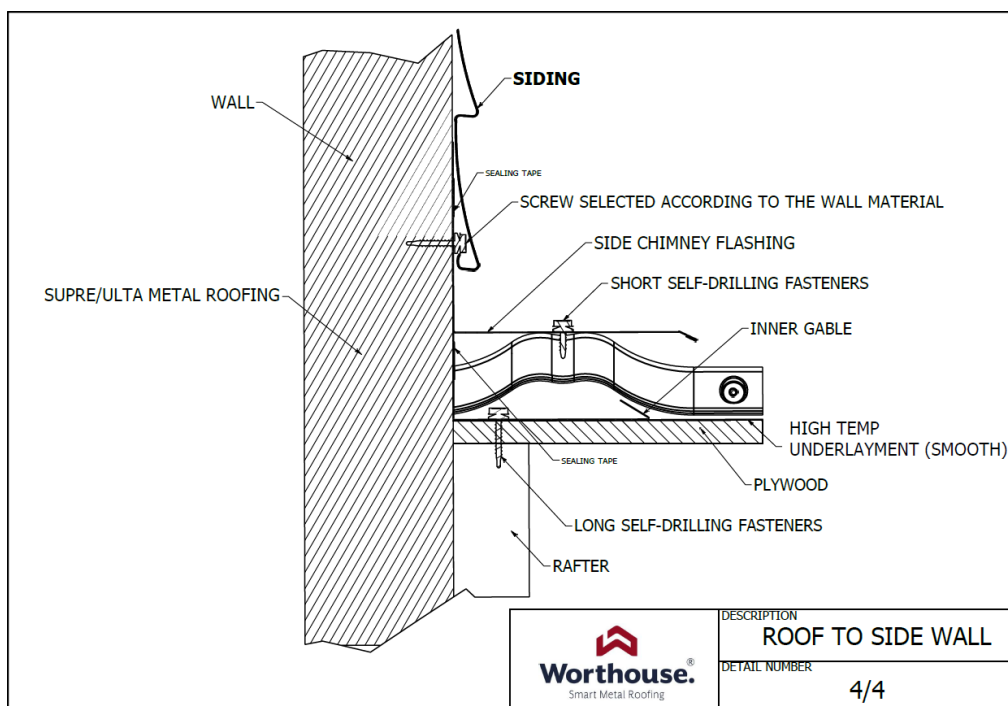 SIDING
WALL
SEALING TAPE
SCREW SELECTED ACCORDING TO THE WALL MATERIAL
SIDE CHIMNEY FLASHING
SHORT SELF-DRILLING FASTENERS
SUPRE/ULTA METAL ROOFING
INNER GABLE
HIGH TEMP
UNDERLAYMENT (SMOOTH)
SEALING TAPE
PLYWOOD
LONG SELF-DRILLING FASTENERS
RAFTER
DESCRIPTION
ROOF TO SIDE WALL
DETAIL NUMBER
4/4
Worthouse.®
Smart Metal Roofing